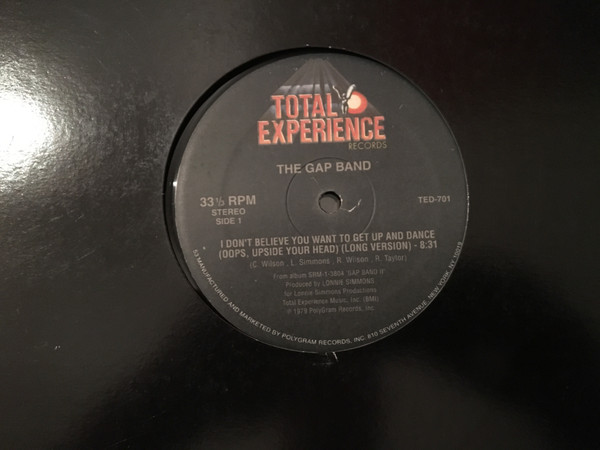 TOTAL
EXPERIENCE
RECORDS
THE GAP BAND
33 ⅓ RPM
STEREO
SIDE 1
TED-701
I DON'T BELIEVE YOU WANT TO GET UP AND DANCE
(OOPS, UPSIDE YOUR HEAD) (LONG VERSION) - 8:31
(C. Wilson . L. Simmons . R. Wilson . R. Taylor)
from album SRM-1-3804 'GAP BAND II'
Produced by LONNIE SIMMONS
for Lonnie Simmons Productions
Total Experience Music, Inc. (BMI)
℗ 1979 PolyGram Records, Inc.
53 MANUFACTURED AND MARKETED BY POLYGRAM RECORDS, INC. 810 SEVENTH AVENUE, NEW YORK, NY 10019